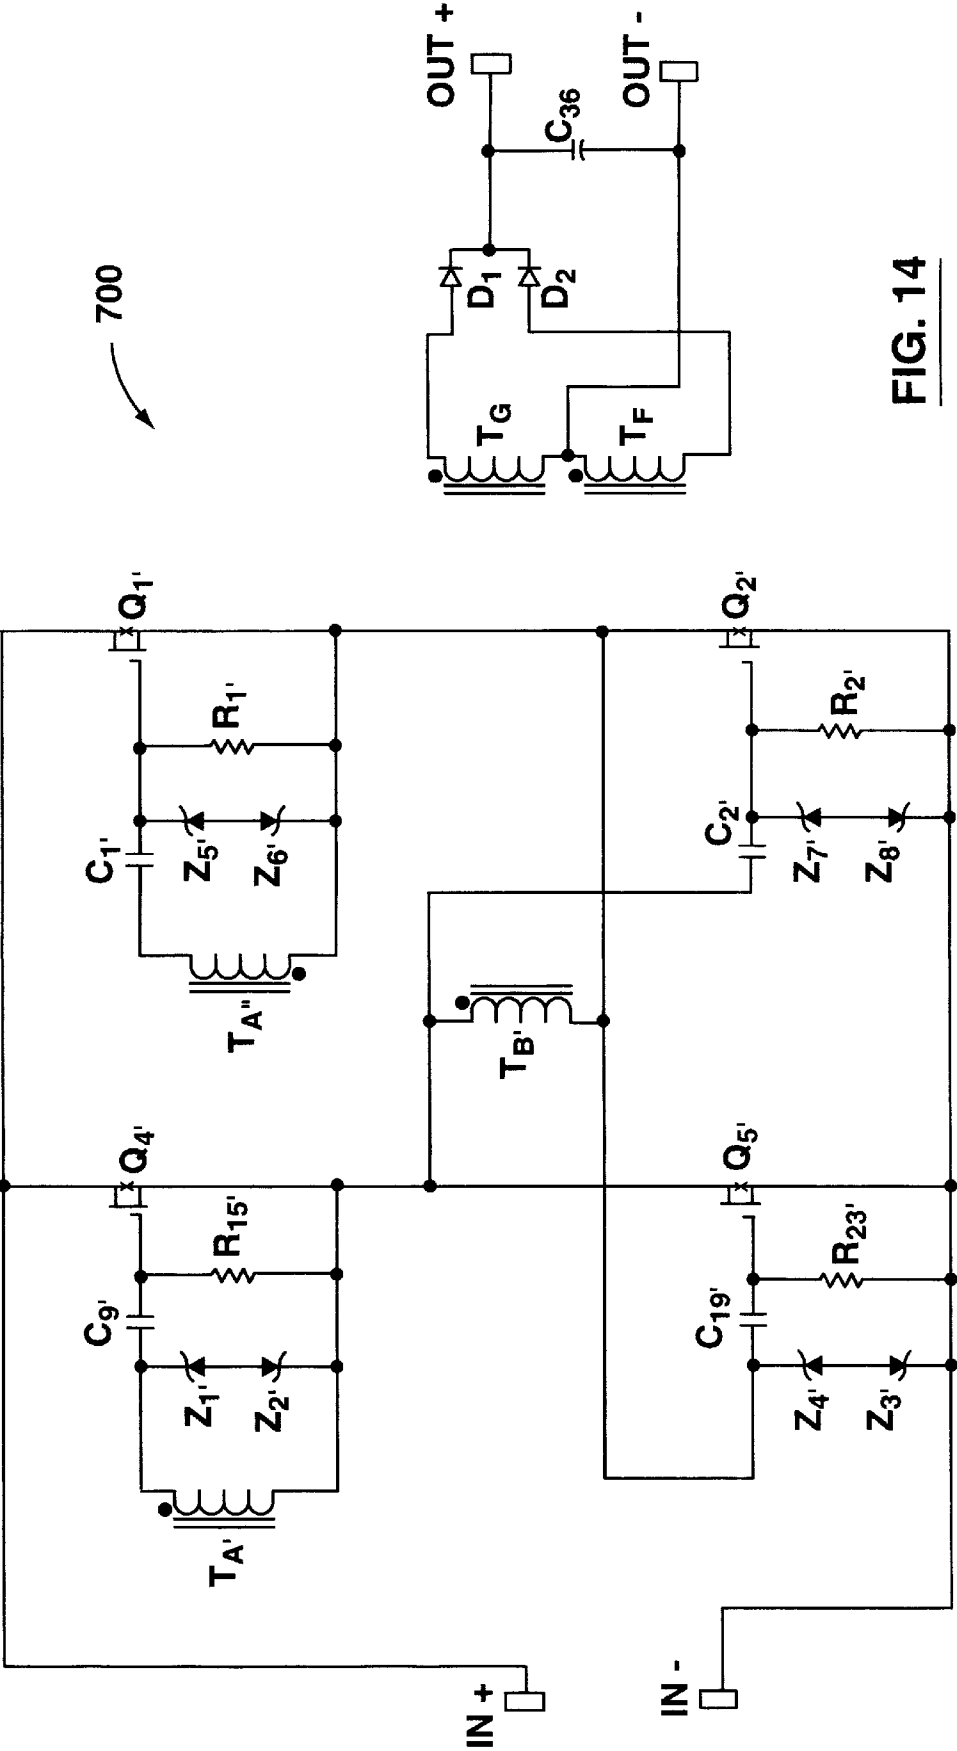 700
Q4'
C9'
R15'
Z1'
Z2'
TA'
Q1'
C1'
R1'
Z5'
Z6'
TA"
TB'
Q5'
C19'
R23'
Z4'
Z3'
Q2'
C2'
R2'
Z7'
Z8'
IN +
IN -
TG
TF
D1
D2
C36
OUT +
OUT -
FIG. 14